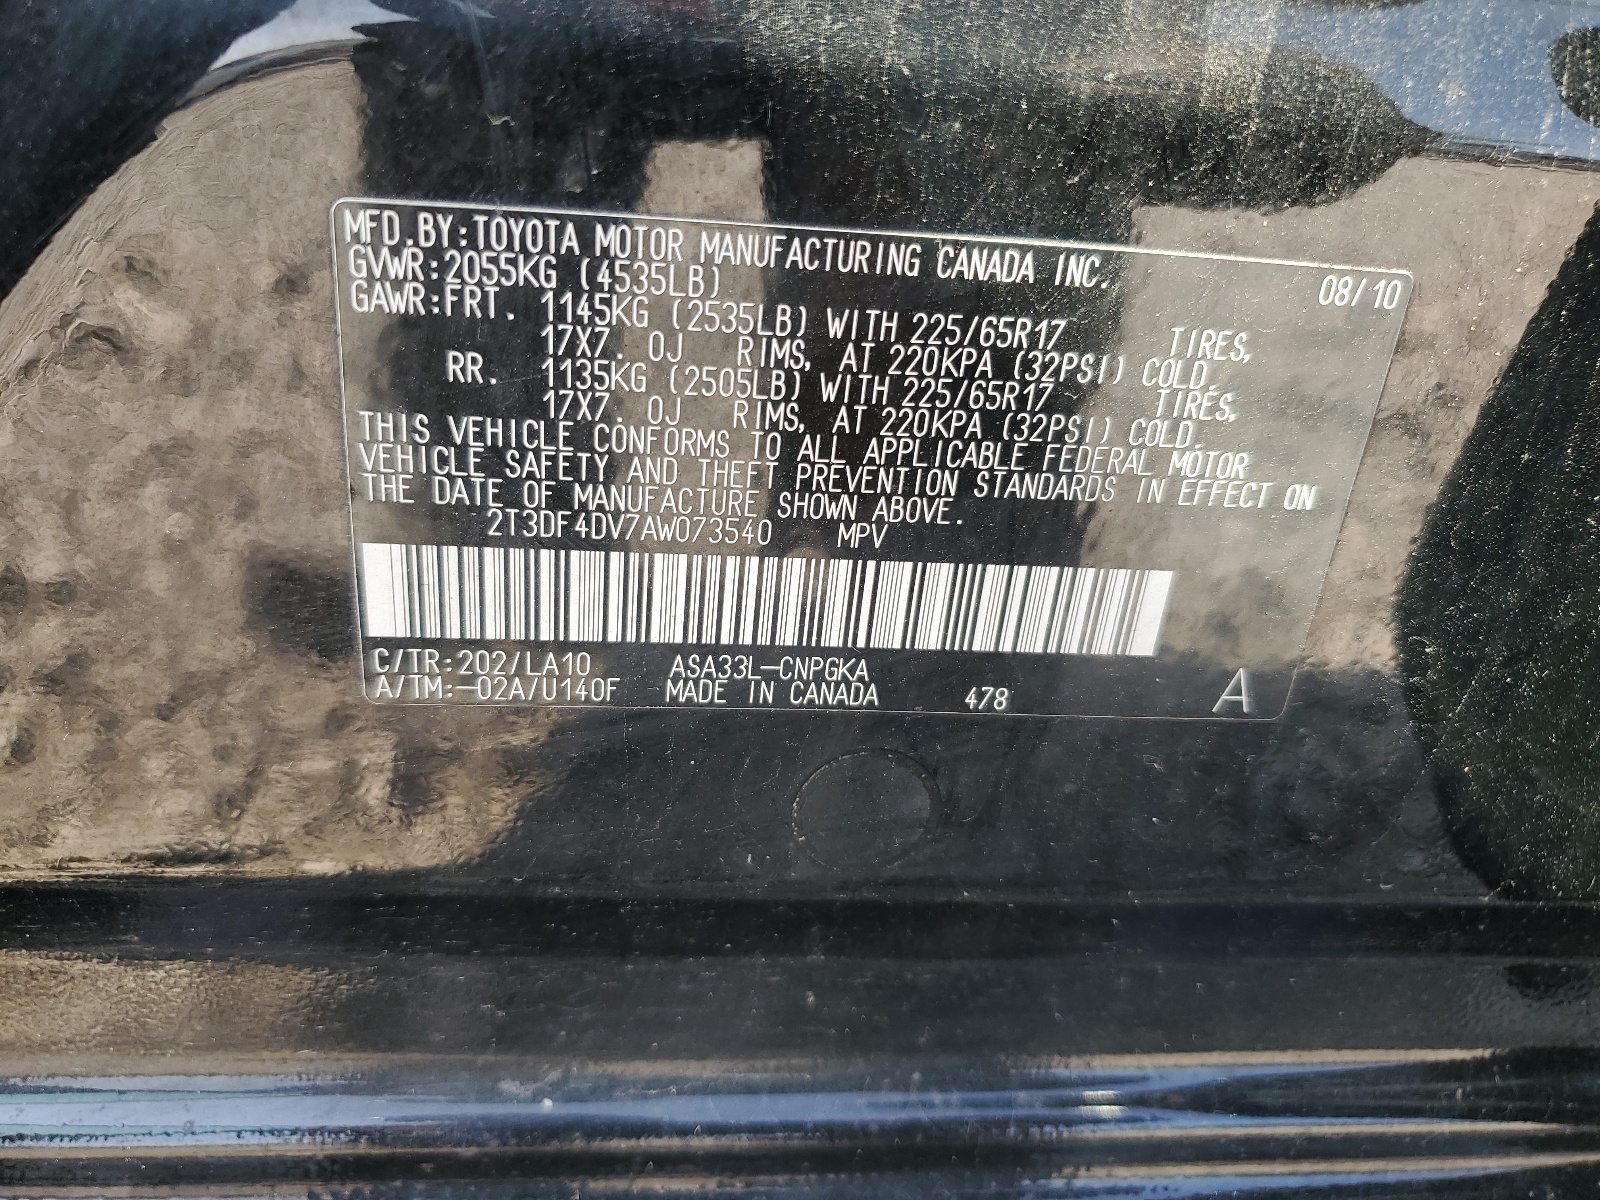 MFD.BY:TOYOTA MOTOR MANUFACTURING CANADA INC.
GVWR:2055KG (4535LB) 08/10
GAWR:FRT. 1145KG (2535LB) WITH 225/65R17 TIRES,
17X7. 0J RIMS, AT 220KPA (32PSI) COLD.
RR. 1135KG (2505LB) WITH 225/65R17 TIRES,
17X7. 0J RIMS, AT 220KPA (32PSI) COLD.
THIS VEHICLE CONFORMS TO ALL APPLICABLE FEDERAL MOTOR
VEHICLE SAFETY AND THEFT PREVENTION STANDARDS IN EFFECT ON
THE DATE OF MANUFACTURE SHOWN ABOVE.
2T3DF4DV7AW073540 MPV
C/TR:202/LA10 ASA33L-CNPGKA
A/TM:-02A/U140F MADE IN CANADA 478 A